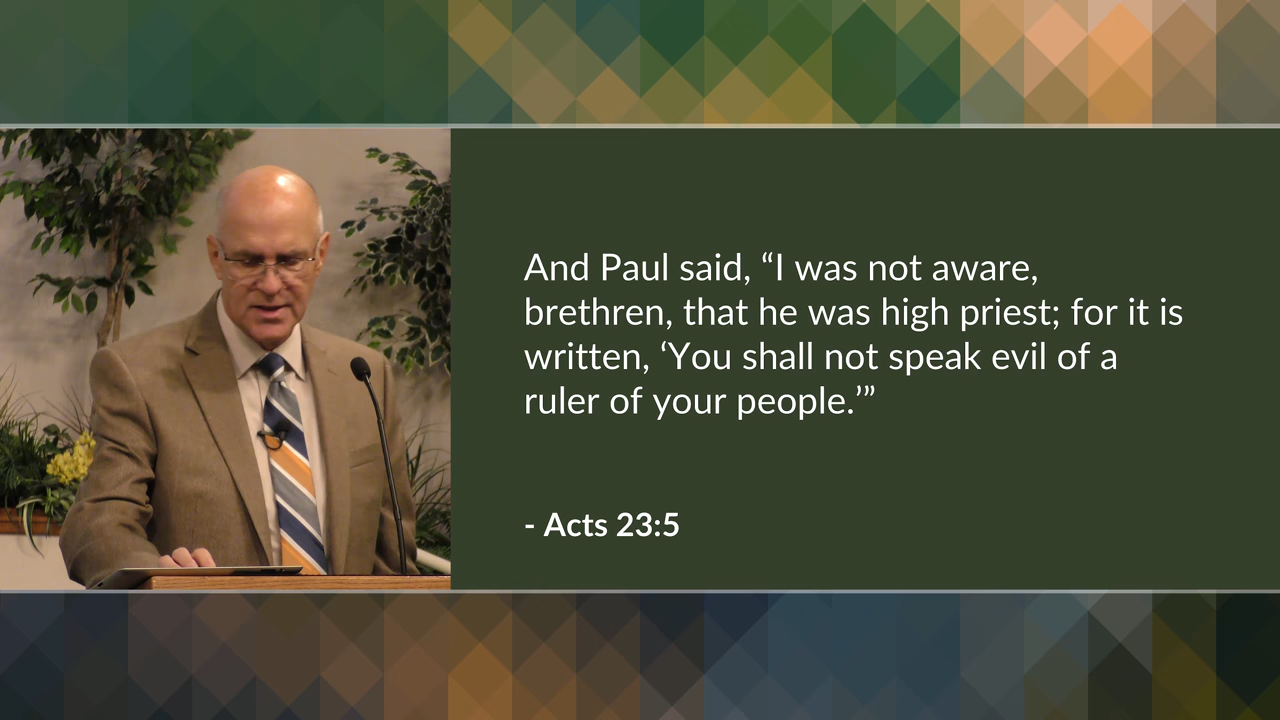 And Paul said, “I was not aware,
brethren, that he was high priest; for it is
written, ‘You shall not speak evil of a
ruler of your people.’”
- Acts 23:5